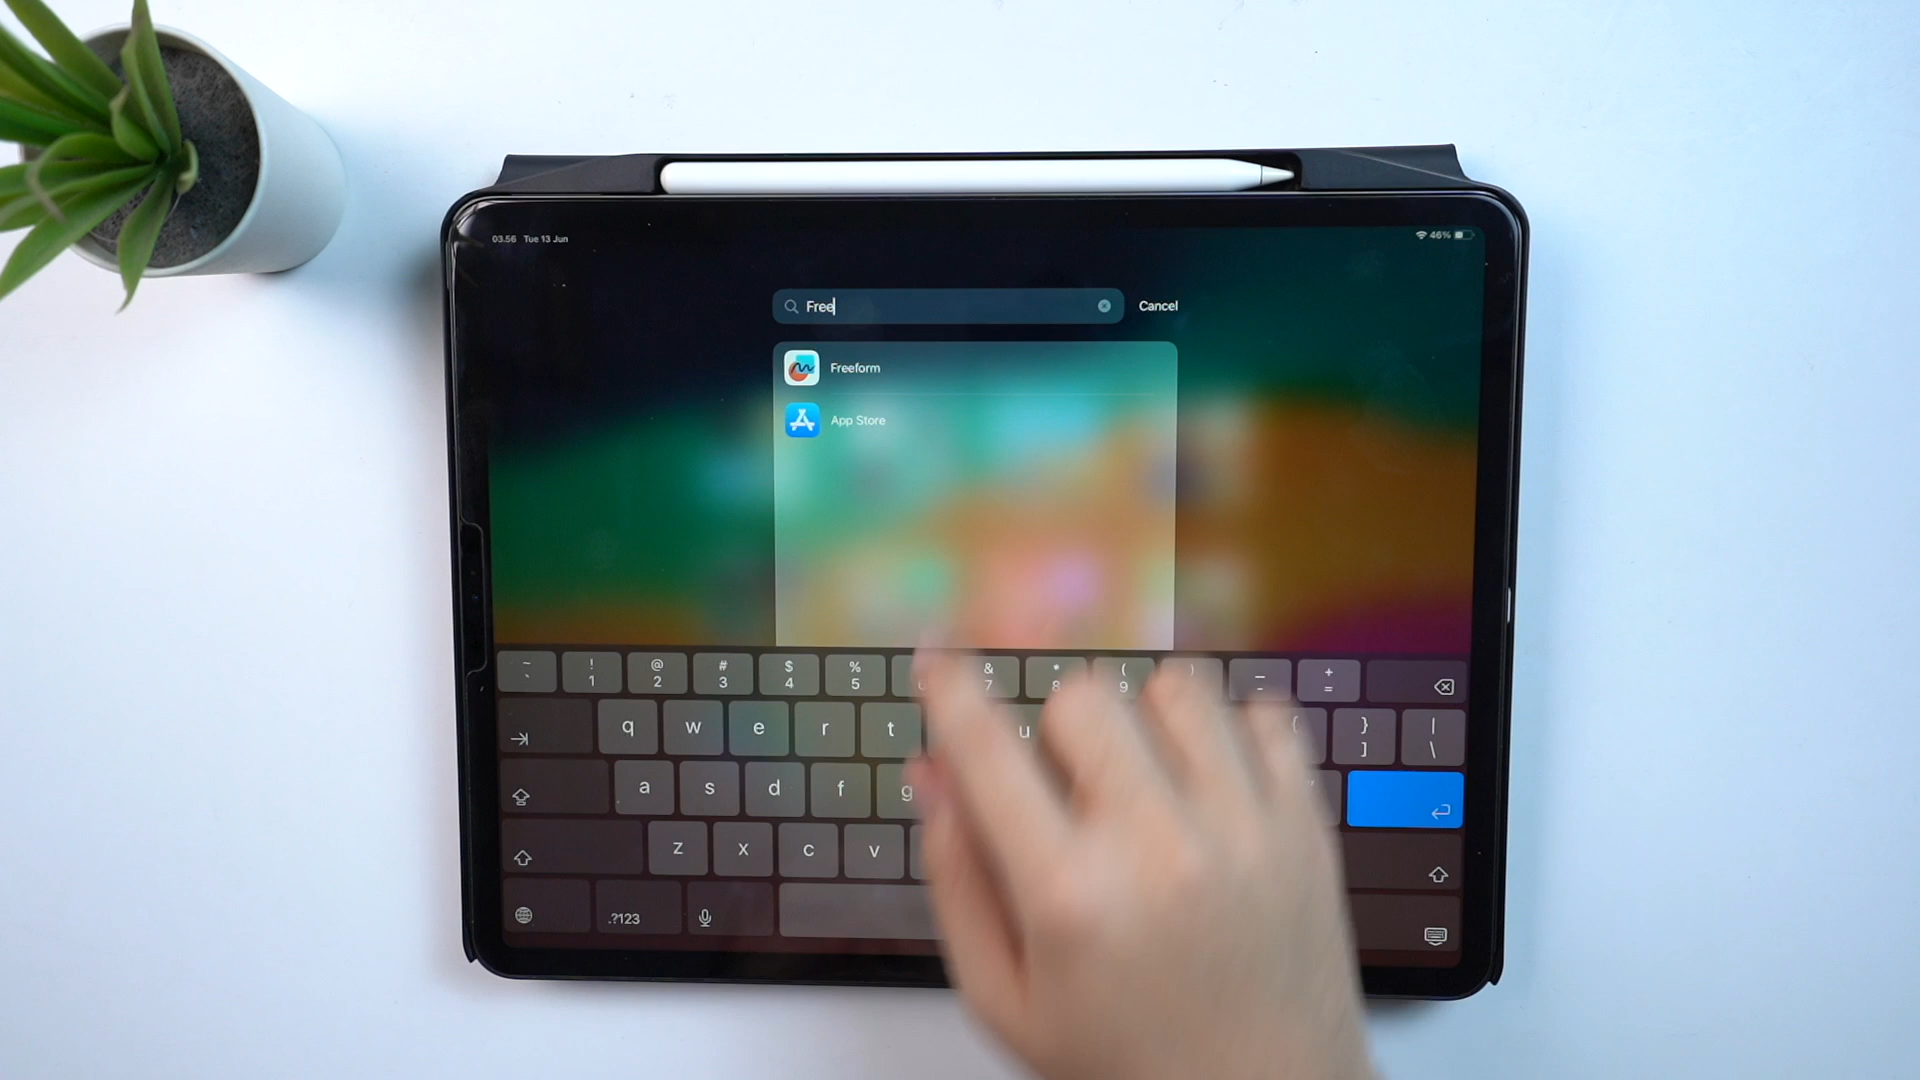 03.56 Tue 13 Jun
46%
Free
Cancel
Freeform
App Store
~ ! @ # $ % & * ( ) _ +
` 1 2 3 4 5 7 8 9 - =
q w e r t u { } |
] \
a s d f g
z x c v
.?123